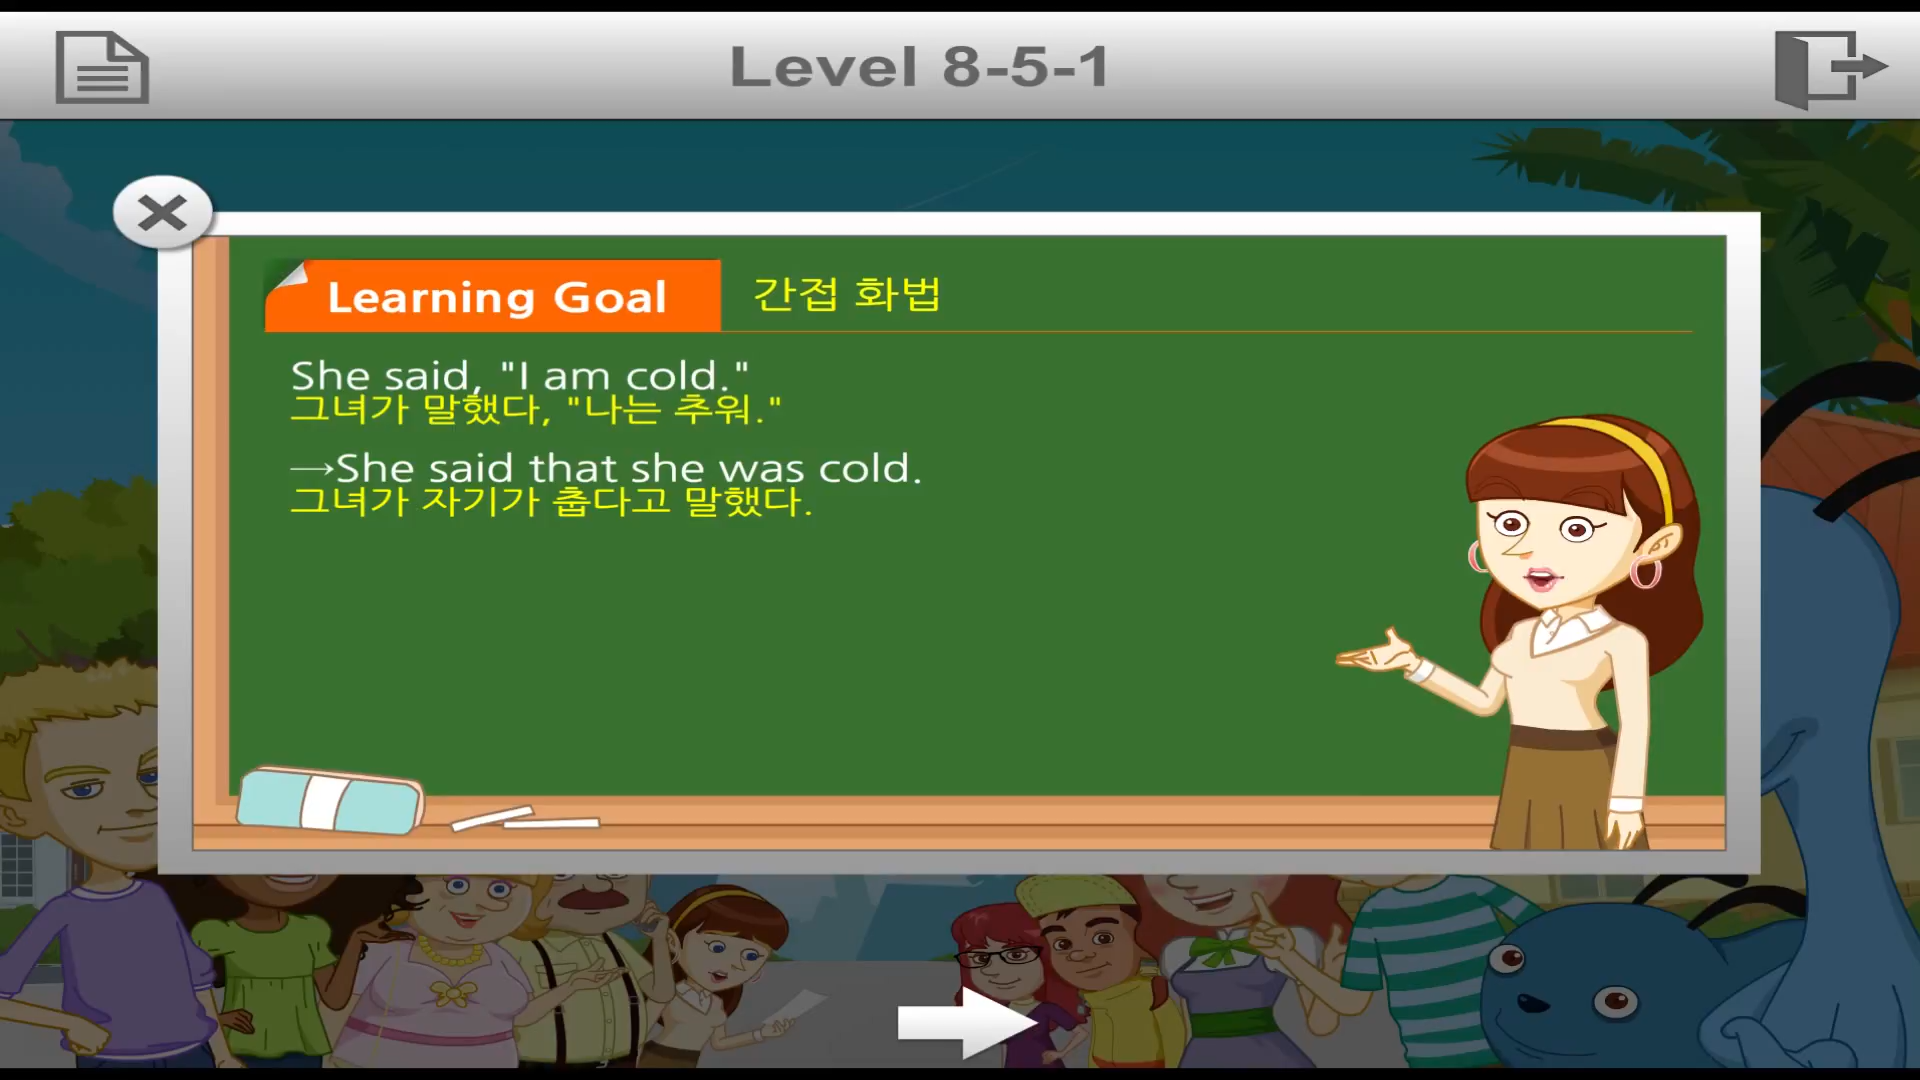 Level 8-5-1
Learning Goal 간접 화법
She said, "I am cold."
그녀가 말했다, "나는 추워."
→She said that she was cold.
그녀가 자기가 춥다고 말했다.